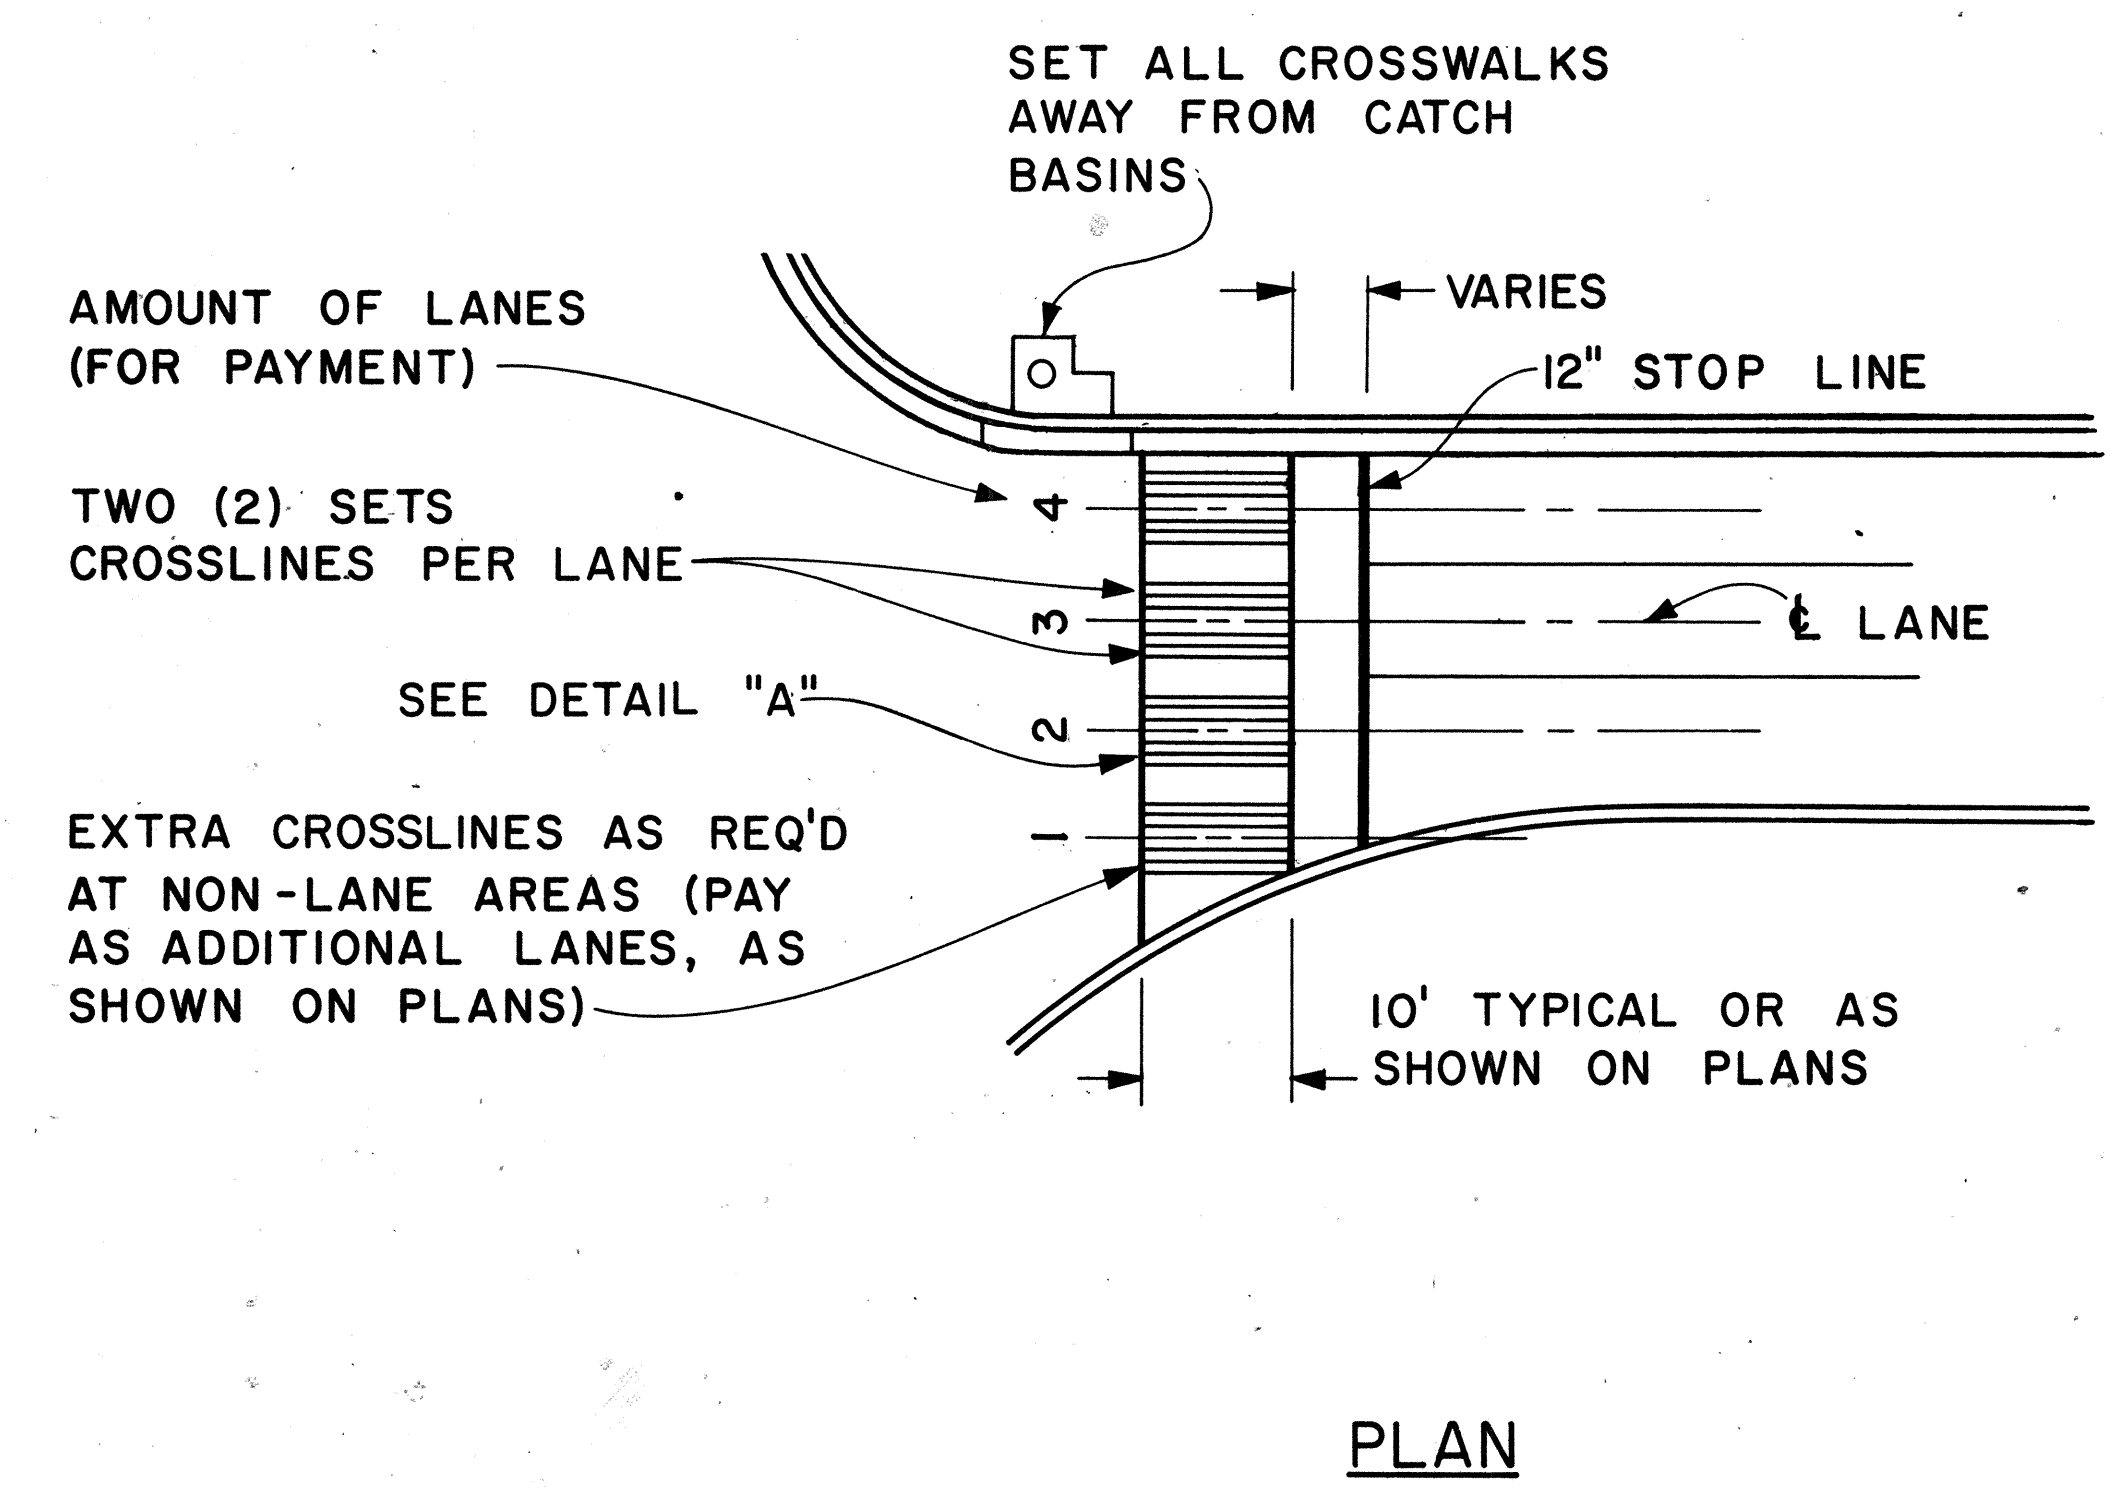 SET ALL CROSSWALKS
AWAY FROM CATCH
BASINS
AMOUNT OF LANES
(FOR PAYMENT)
VARIES
12" STOP LINE
TWO (2) SETS
CROSSLINES PER LANE
4
3
℄ LANE
SEE DETAIL "A"
2
1
EXTRA CROSSLINES AS REQ'D
AT NON-LANE AREAS (PAY
AS ADDITIONAL LANES, AS
SHOWN ON PLANS)
10' TYPICAL OR AS
SHOWN ON PLANS
PLAN